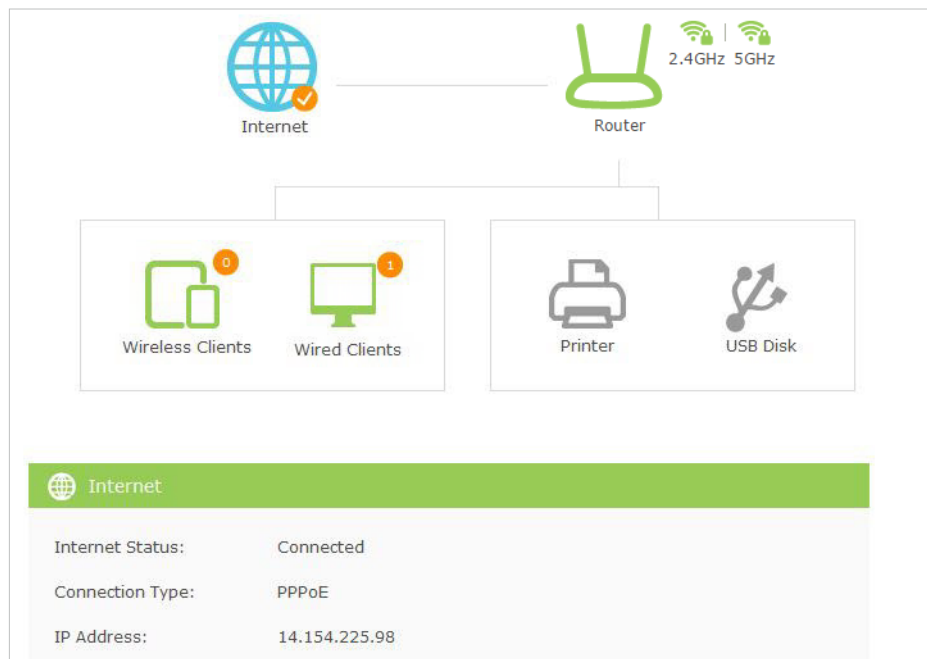 2.4GHz 5GHz
Internet
Router
0
1
Wireless Clients
Wired Clients
Printer
USB Disk
Internet
Internet Status: Connected
Connection Type: PPPoE
IP Address: 14.154.225.98